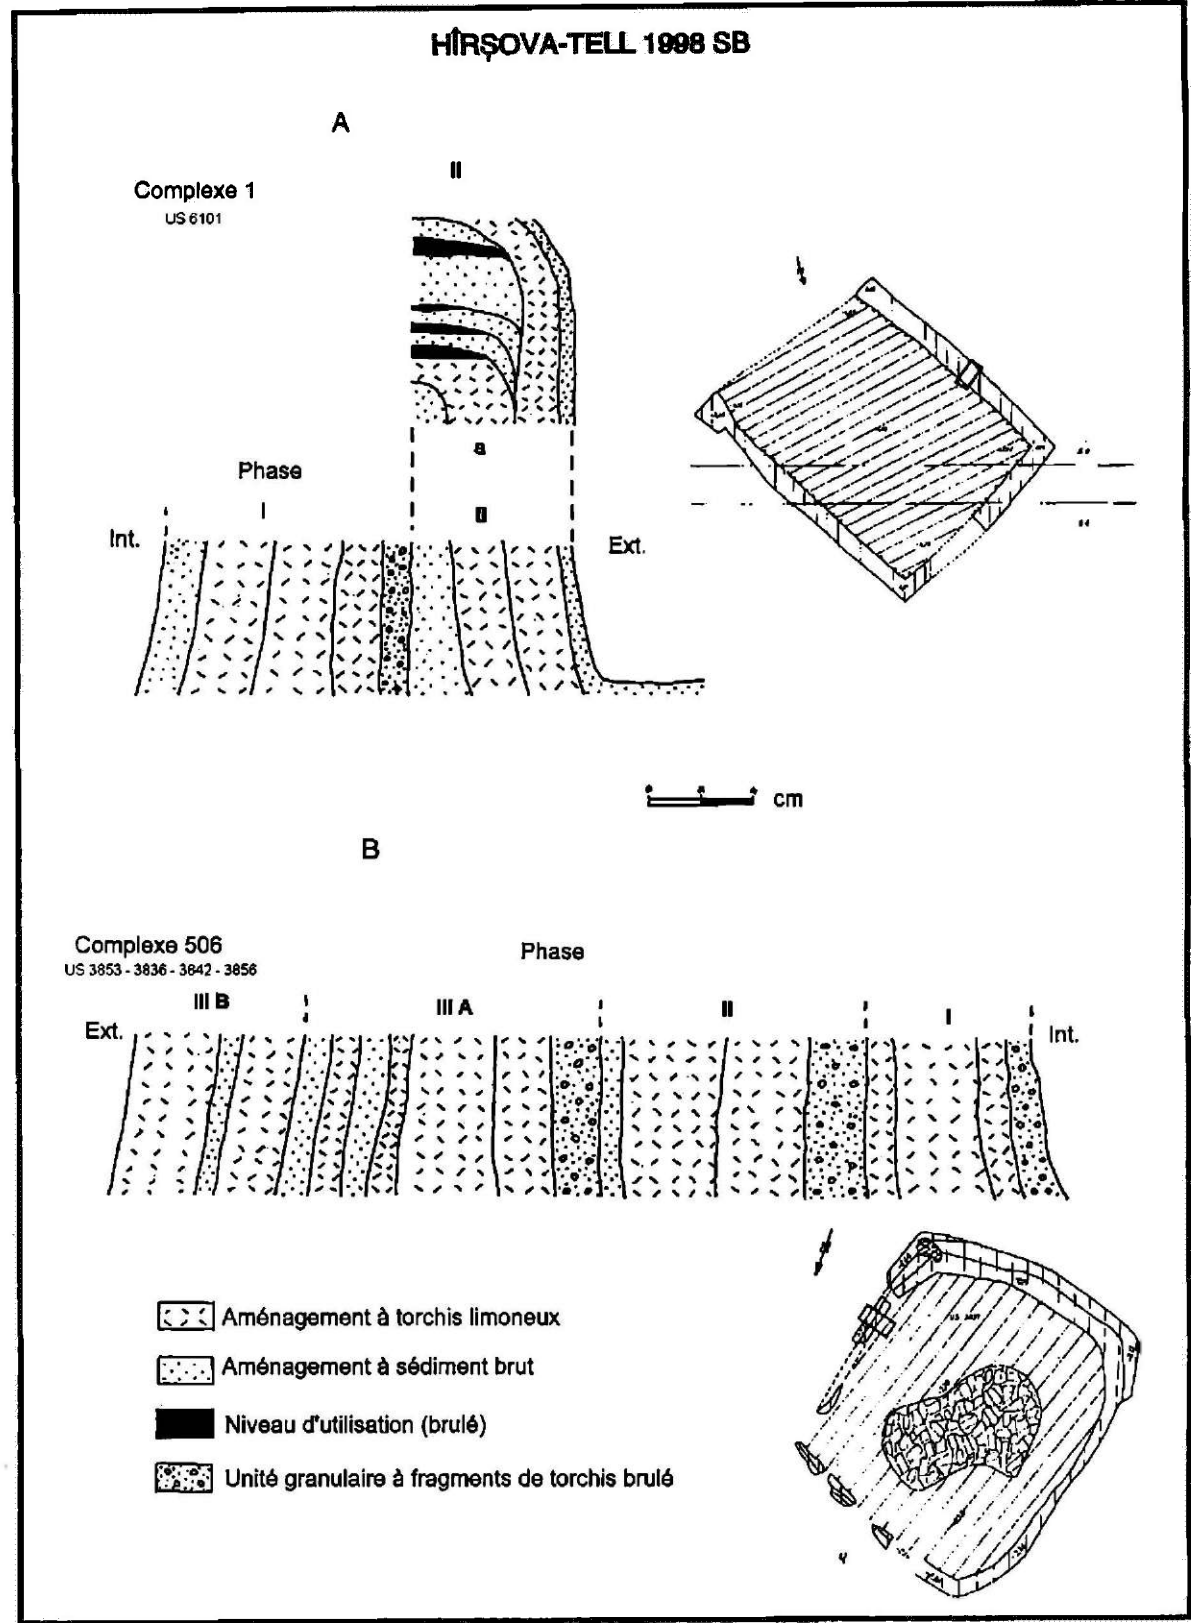 HÎRŞOVA-TELL 1998 SB
A
II
Complexe 1
US 6101
a
Phase
I
Int.
Ext.
cm
B
Complexe 506
US 3853 - 3836 - 3842 - 3856
Phase
III B
III A
II
I
Ext.
Int.
Aménagement à torchis limoneux
Aménagement à sédiment brut
Niveau d'utilisation (brulé)
Unité granulaire à fragments de torchis brulé